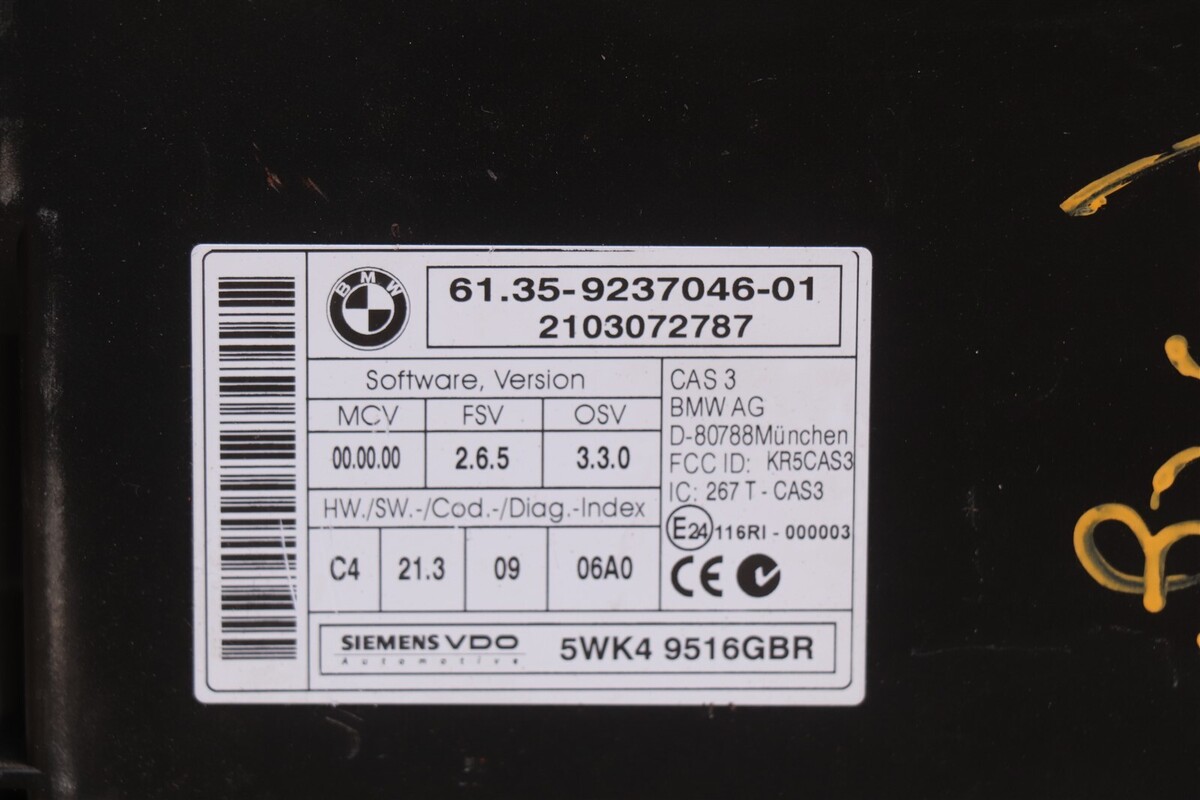 BMW
61.35-9237046-01
2103072787
Software, Version
MCV FSV OSV
00.00.00 2.6.5 3.3.0
HW./SW.-/Cod.-/Diag.-Index
C4 21.3 09 06A0
CAS 3
BMW AG
D-80788München
FCC ID: KR5CAS3
IC: 267 T - CAS3
E24 116RI - 000003
CE
SIEMENS VDO
Automotive
5WK4 9516GBR